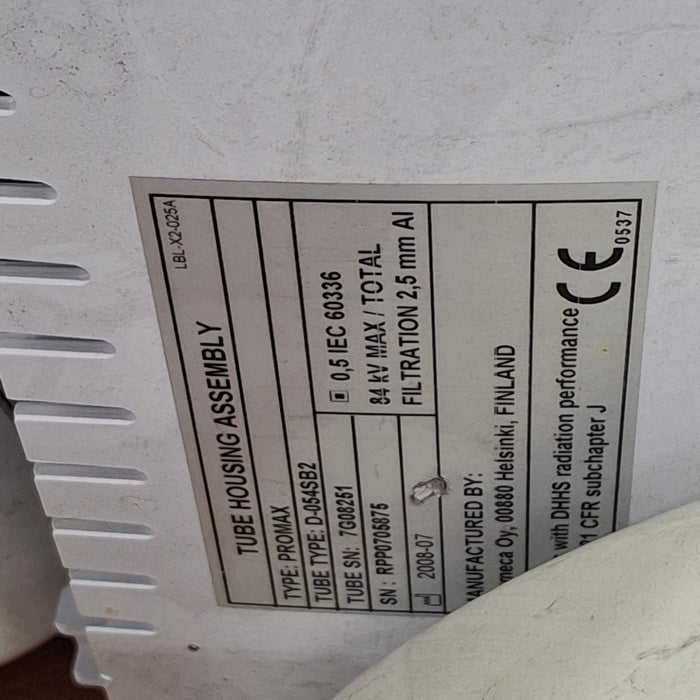 LBL-X2-025A
TUBE HOUSING ASSEMBLY
TYPE: PROMAX
TUBE TYPE: D-054SB2
TUBE SN: 7G08251
SN: RPP0705875
2008-07
0,5 IEC 60336
84 kV MAX / TOTAL
FILTRATION 2,5 mm Al
ANUFACTURED BY:
meca Oy, 00880 Helsinki, FINLAND
with DHHS radiation performance
21 CFR subchapter J
CE
0537